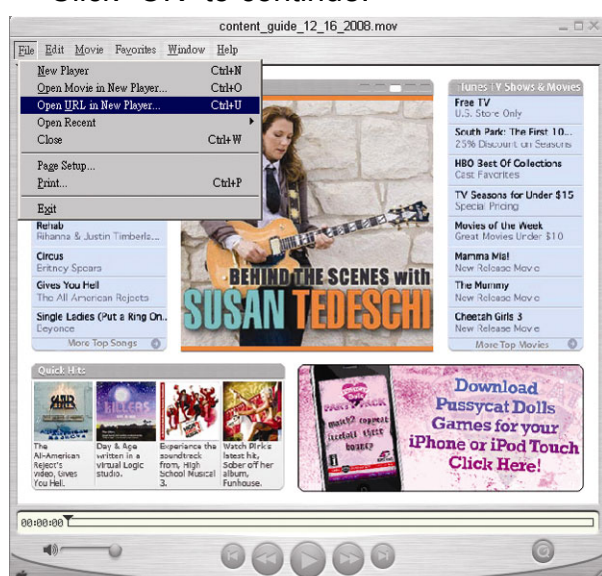 content_guide_12_16_2008.mov
File Edit Movie Favorites Window Help
New Player Ctrl+N
Open Movie in New Player... Ctrl+O
Open URL in New Player... Ctrl+U
Open Recent
Close Ctrl+W
Page Setup...
Print... Ctrl+P
Exit
Rehab
Rihanna & Justin Timberla...
Circus
Britney Spears
Gives You Hell
The All American Rejects
Single Ladies (Put a Ring On..
Beyonce
More Top Songs
BEHIND THE SCENES with
SUSAN TEDESCHI
iTunes TV Shows & Movies
Free TV
U.S. Store Only
South Park: The First 10...
25% Discount on Seasons
HBO Best Of Collections
Cast Favorites
TV Seasons for Under $15
Special Pricing
Movies of the Week
Great Movies Under $10
Mamma Mia!
New Release Movie
The Mummy
New Release Movie
Cheetah Girls 3
New Release Movie
More Top Movies
Quick Hits
The
All-American
Reject's
video, Gives
You Hell.
KILLERS
Day & Age
written in a
virtual Logic
studio.
Experience the
soundtrack
from, High
School Musical
3.
Watch P!nk's
latest hit,
Sober off her
album,
Funhouse.
PARTY PACK
Download
Pussycat Dolls
Games for your
iPhone or iPod Touch
Click Here!
00:00:00